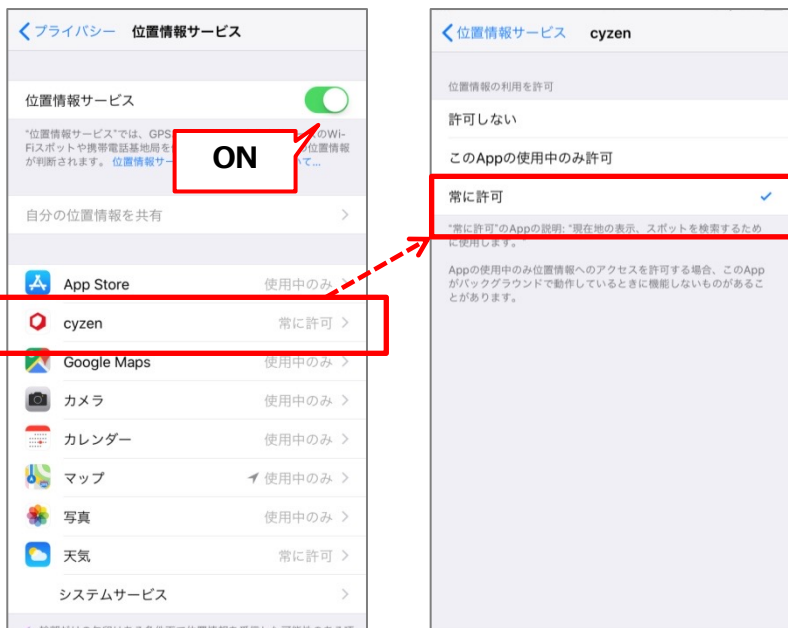 プライバシー 位置情報サービス
位置情報サービス
"位置情報サービス"では、GPS
のWi-
Fiスポットや携帯電話基地局を
位置情報
が判断されます。位置情報サー
いて...
ON
自分の位置情報を共有
App Store 使用中のみ
cyzen 常に許可
Google Maps 使用中のみ
カメラ 使用中のみ
カレンダー 使用中のみ
マップ 使用中のみ
写真 使用中のみ
天気 常に許可
システムサービス
位置情報サービス cyzen
位置情報の利用を許可
許可しない
このAppの使用中のみ許可
常に許可
"常に許可"のAppの説明: "現在地の表示、スポットを検索するため
に使用します。"
Appの使用中のみ位置情報へのアクセスを許可する場合、このApp
がバックグラウンドで動作しているときに機能しないものがあるこ
とがあります。